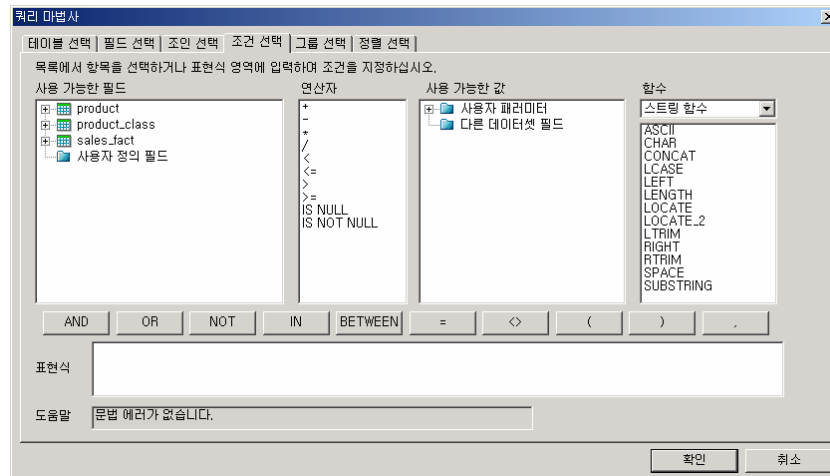 쿼리 마법사
테이블 선택 필드 선택 조인 선택 조건 선택 그룹 선택 정렬 선택
목록에서 항목을 선택하거나 표현식 영역에 입력하며 조건을 지정하십시오.
사용 가능한 필드
product
product_class
sales_fact
사용자 정의 필드
연산자
+
-
*
/
<
<=
>
>=
IS NULL
IS NOT NULL
사용 가능한 값
사용자 패러미터
다른 데이터셋 필드
함수
스트링 함수
ASCII
CHAR
CONCAT
LCASE
LEFT
LENGTH
LOCATE
LOCATE_2
LTRIM
RIGHT
RTRIM
SPACE
SUBSTRING
AND OR NOT IN BETWEEN = <> ( ) ,
표현식
도움말 문법 에러가 없습니다.
확인 취소